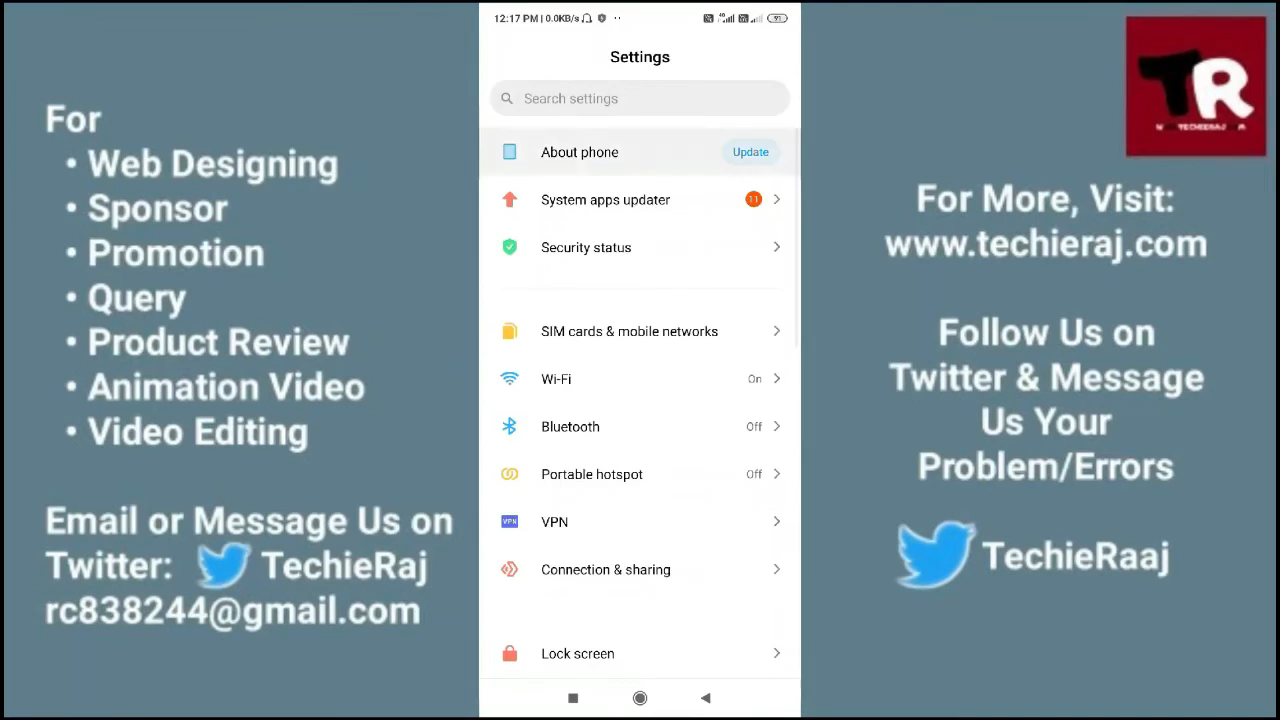 For
• Web Designing
• Sponsor
• Promotion
• Query
• Product Review
• Animation Video
• Video Editing
Email or Message Us on
Twitter: TechieRaj
rc838244@gmail.com
12:17 PM | 0.0KB/s
4G
91
Settings
Search settings
About phone
Update
System apps updater
11
Security status
SIM cards & mobile networks
Wi-Fi
On
Bluetooth
Off
Portable hotspot
Off
VPN
VPN
Connection & sharing
Lock screen
TR
For More, Visit:
www.techieraj.com
Follow Us on
Twitter & Message
Us Your
Problem/Errors
TechieRaaj